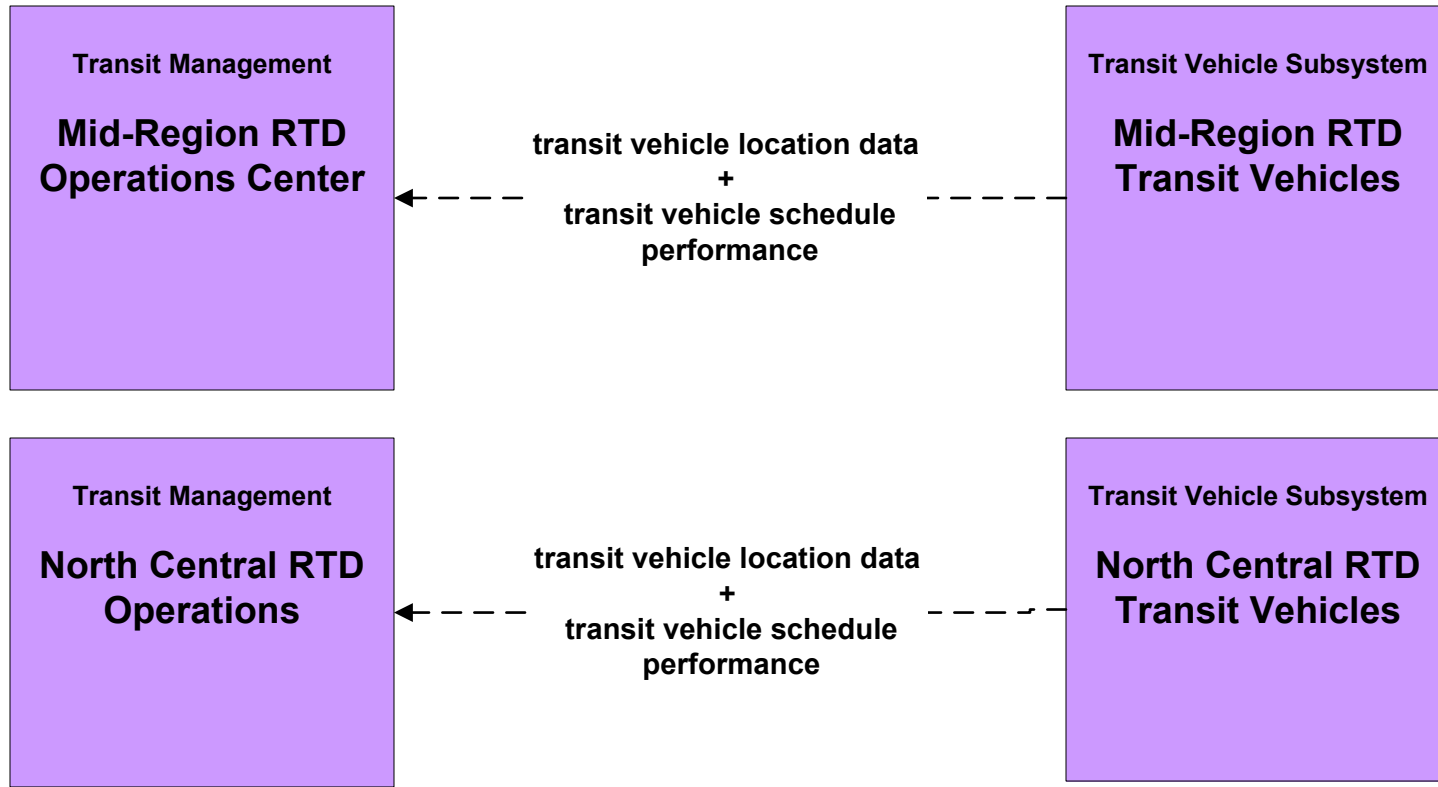 Transit Management
Mid-Region RTD
Operations Center
transit vehicle location data
+
transit vehicle schedule
performance
Transit Vehicle Subsystem
Mid-Region RTD
Transit Vehicles
Transit Management
North Central RTD
Operations
transit vehicle location data
+
transit vehicle schedule
performance
Transit Vehicle Subsystem
North Central RTD
Transit Vehicles